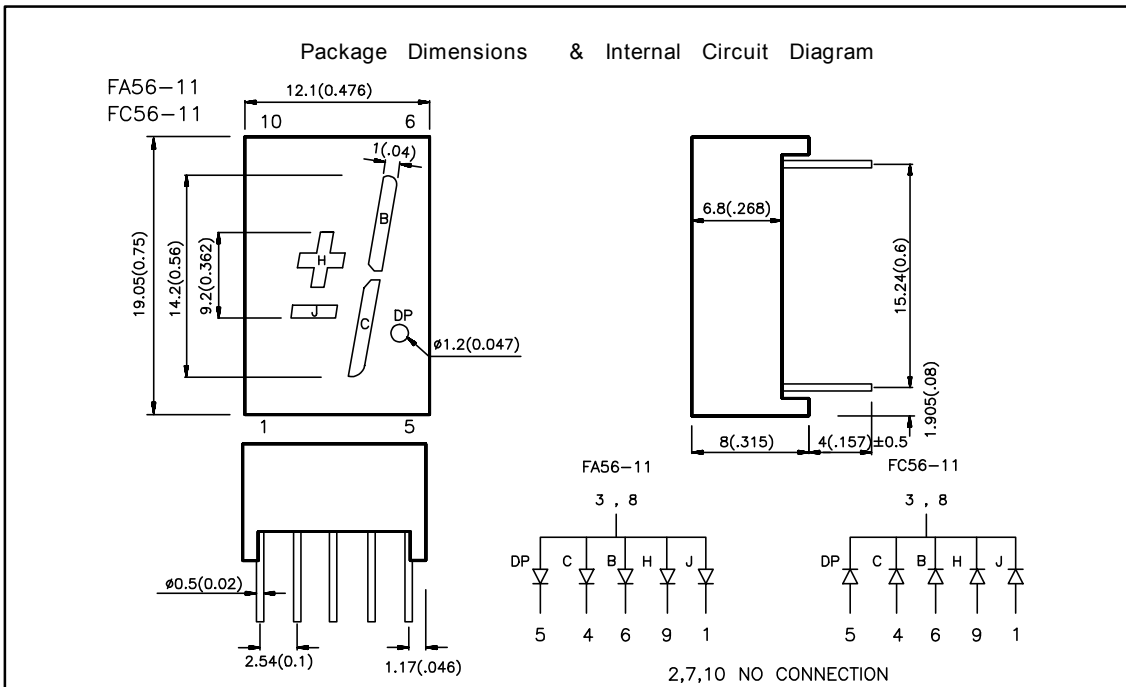 Package Dimensions & Internal Circuit Diagram
FA56-11
FC56-11
12.1(0.476)
10 6
1(.04)
B
H
J
C
DP
19.05(0.75)
14.2(0.56)
9.2(0.362)
ø1.2(0.047)
1 5
6.8(.268)
15.24(0.6)
1.905(.08)
8(.315)
4(.157)±0.5
ø0.5(0.02)
2.54(0.1)
1.17(.046)
FA56-11
3 , 8
DP C B H J
5 4 6 9 1
FC56-11
3 , 8
DP C B H J
5 4 6 9 1
2,7,10 NO CONNECTION